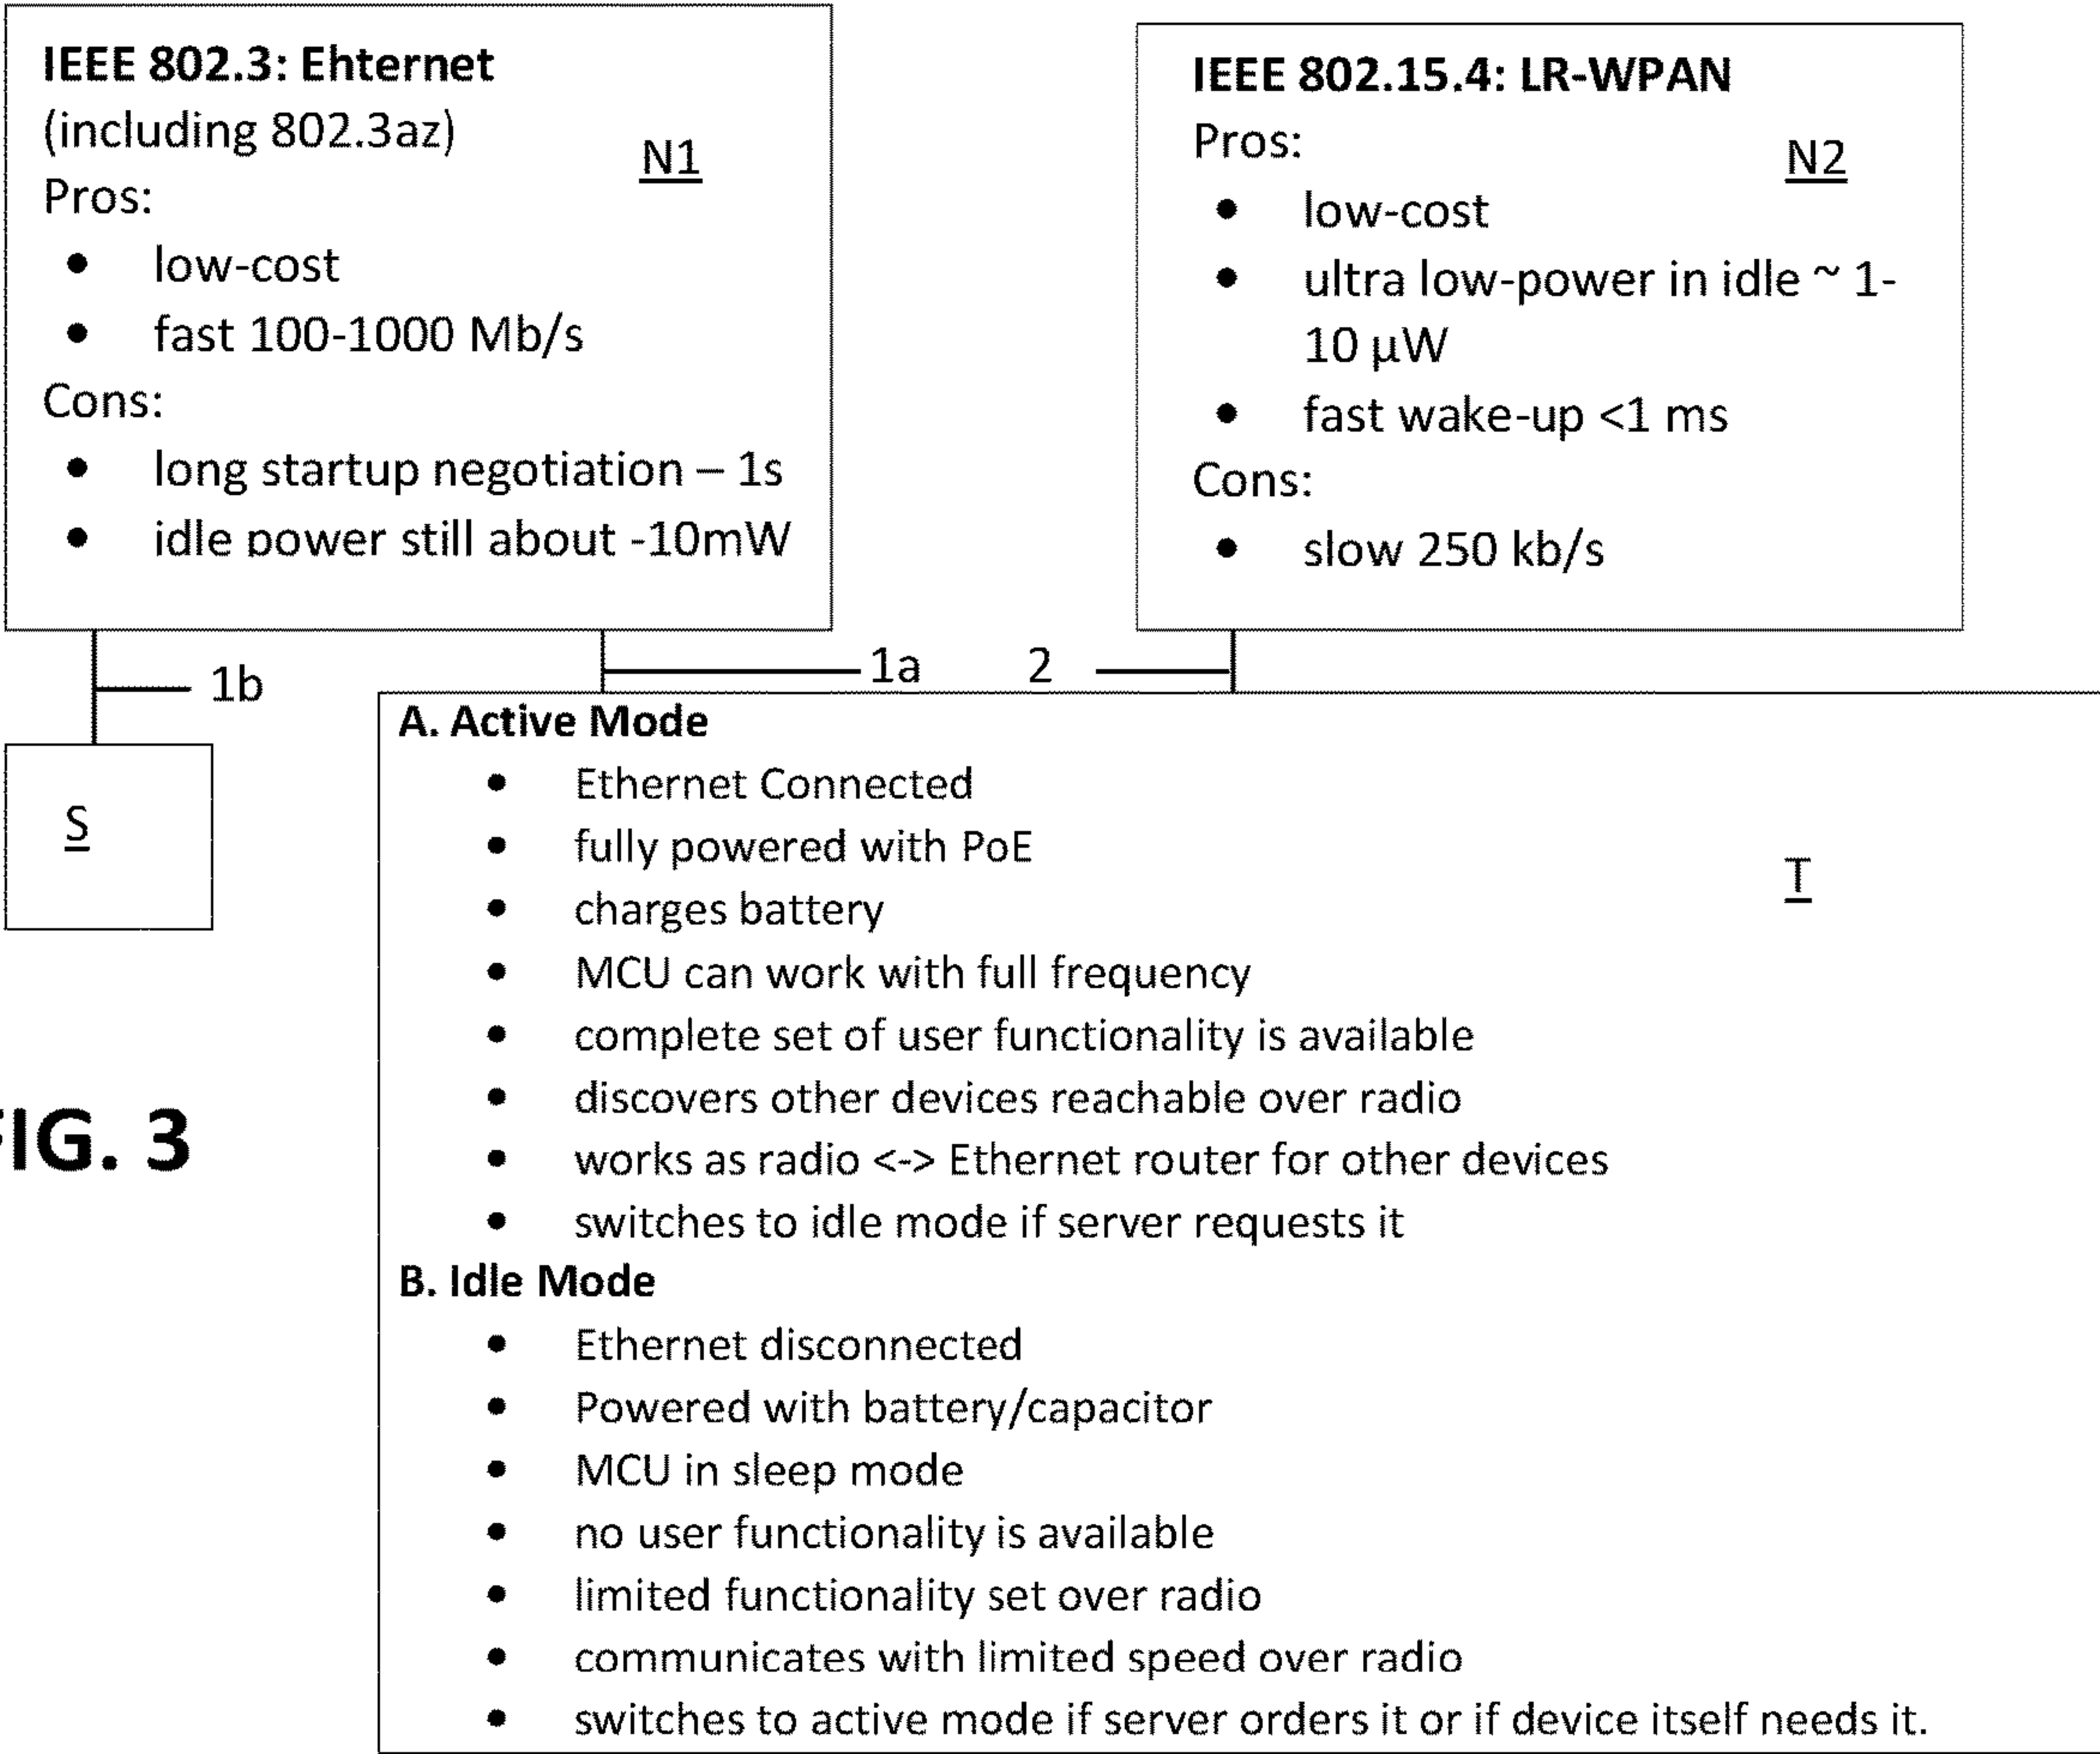 IEEE 802.3: Ehternet
(including 802.3az)
N1
Pros:
• low-cost
• fast 100-1000 Mb/s
Cons:
• long startup negotiation – 1s
• idle power still about -10mW
IEEE 802.15.4: LR-WPAN
Pros:
N2
• low-cost
• ultra low-power in idle ~ 1-
10 µW
• fast wake-up <1 ms
Cons:
• slow 250 kb/s
1b
1a
2
S
A. Active Mode
• Ethernet Connected
• fully powered with PoE
T
• charges battery
• MCU can work with full frequency
• complete set of user functionality is available
• discovers other devices reachable over radio
• works as radio <-> Ethernet router for other devices
• switches to idle mode if server requests it
B. Idle Mode
• Ethernet disconnected
• Powered with battery/capacitor
• MCU in sleep mode
• no user functionality is available
• limited functionality set over radio
• communicates with limited speed over radio
• switches to active mode if server orders it or if device itself needs it.
FIG. 3